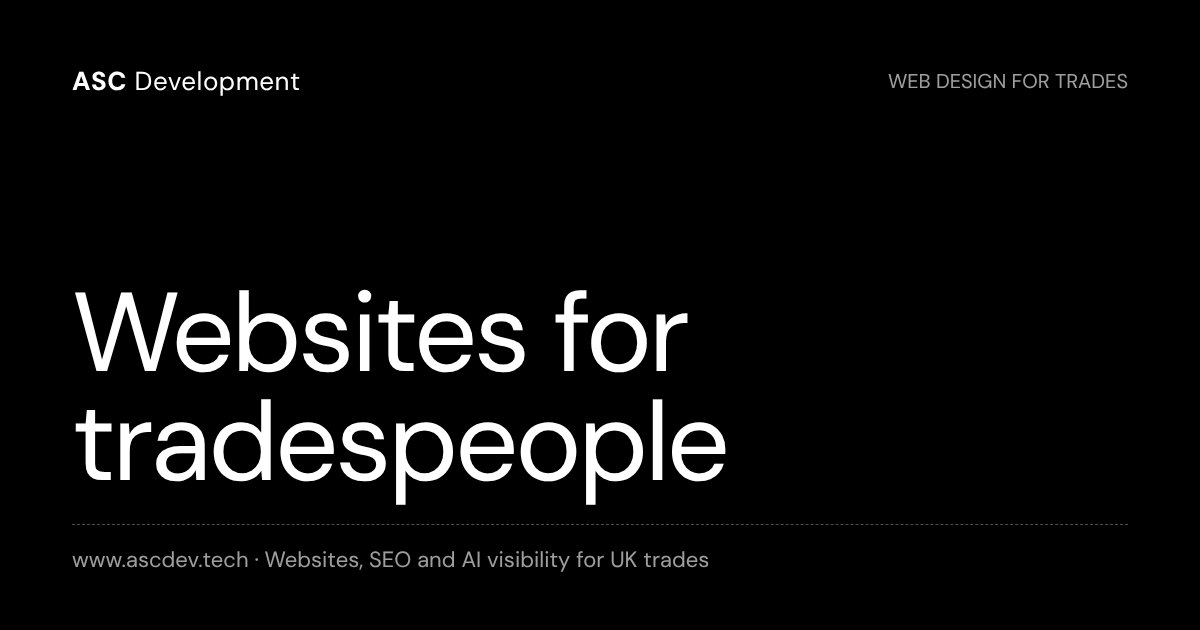 ASC Development
WEB DESIGN FOR TRADES
Websites for
tradespeople
www.ascdev.tech · Websites, SEO and AI visibility for UK trades